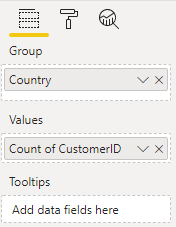 Group
Country
Values
Count of CustomerID
Tooltips
Add data fields here